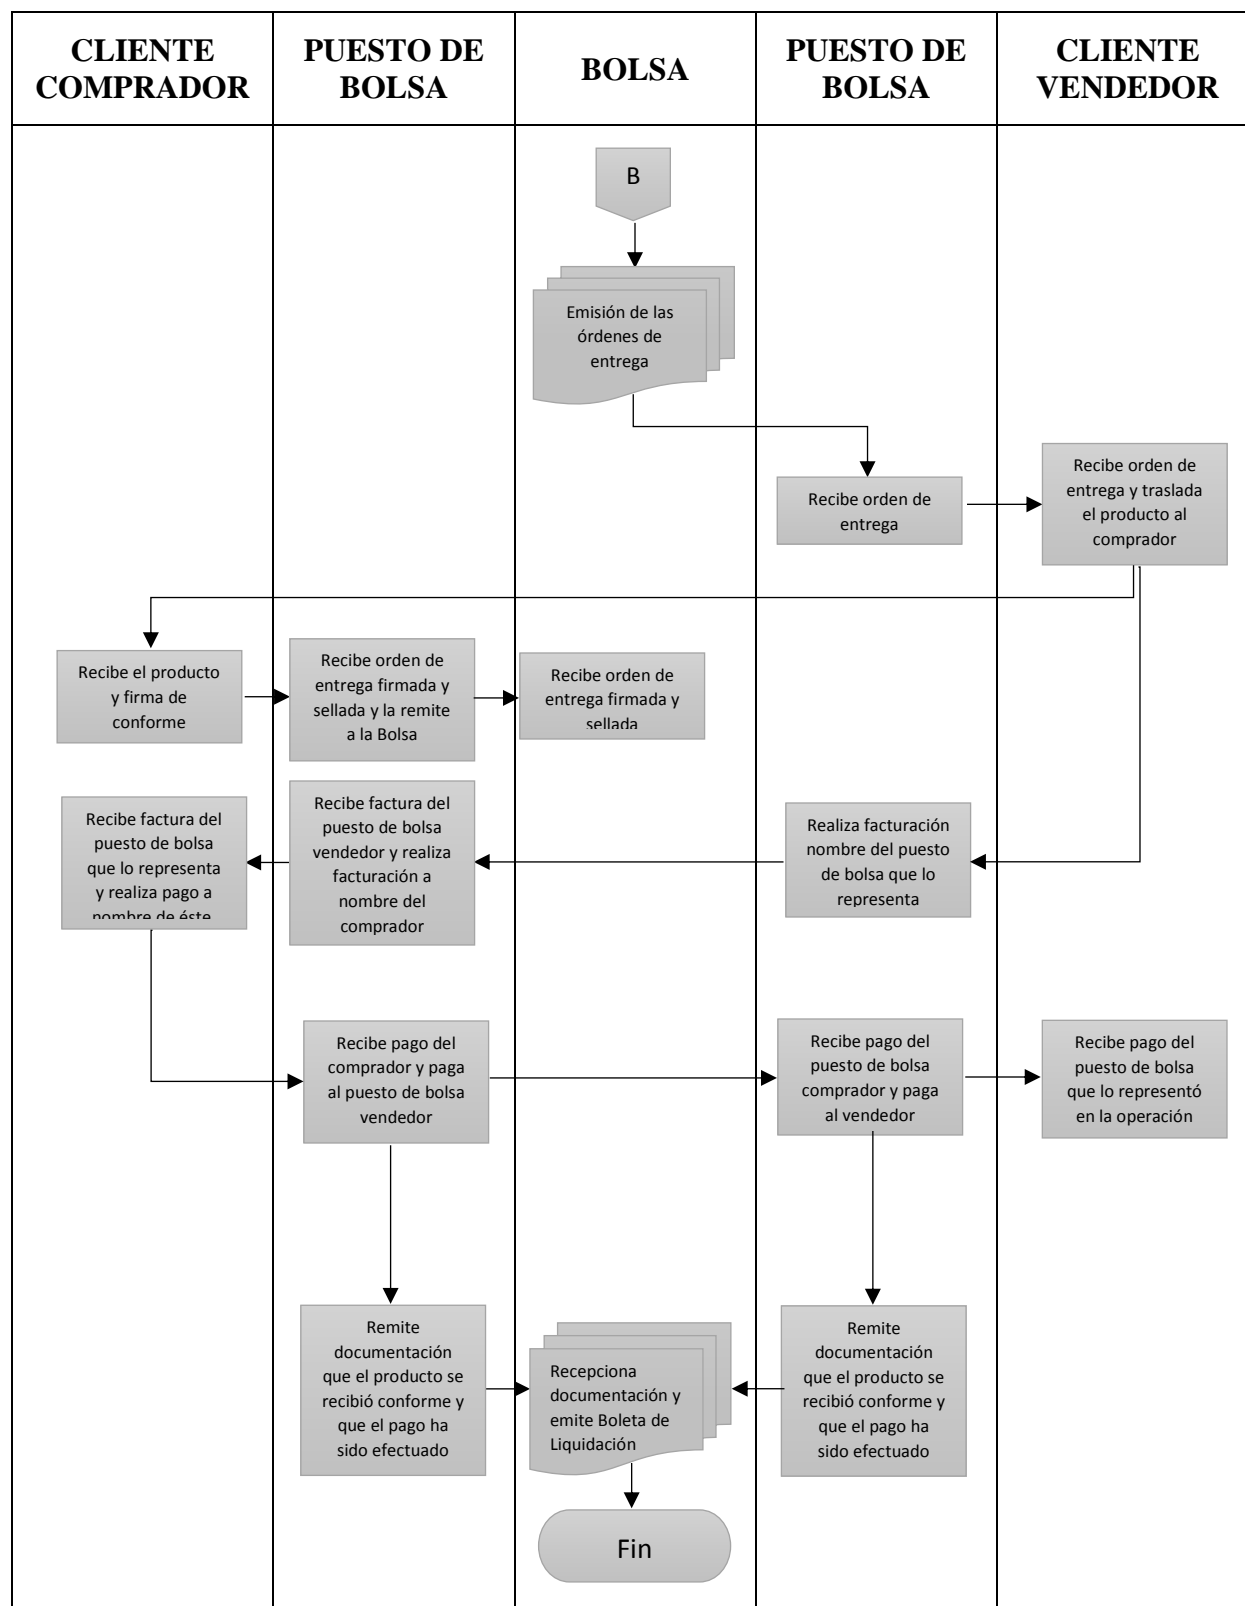 CLIENTE
COMPRADOR
PUESTO DE
BOLSA
BOLSA
PUESTO DE
BOLSA
CLIENTE
VENDEDOR
B
Emisión de las
órdenes de
entrega
Recibe orden de
entrega
Recibe orden de
entrega y traslada
el producto al
comprador
Recibe el producto
y firma de
conforme
Recibe orden de
entrega firmada y
sellada y la remite
a la Bolsa
Recibe orden de
entrega firmada y
sellada
Recibe factura del
puesto de bolsa
que lo representa
y realiza pago a
nombre de éste
Recibe factura del
puesto de bolsa
vendedor y realiza
facturación a
nombre del
comprador
Realiza facturación
nombre del puesto
de bolsa que lo
representa
Recibe pago del
comprador y paga
al puesto de bolsa
vendedor
Recibe pago del
puesto de bolsa
comprador y paga
al vendedor
Recibe pago del
puesto de bolsa
que lo representó
en la operación
Remite
documentación
que el producto se
recibió conforme y
que el pago ha
sido efectuado
Recepciona
documentación y
emite Boleta de
Liquidación
Remite
documentación
que el producto se
recibió conforme y
que el pago ha
sido efectuado
Fin